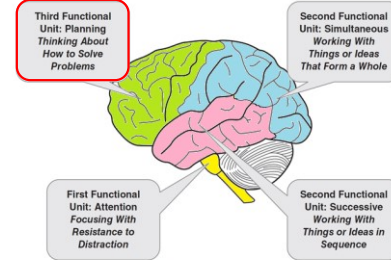 Third Functional
Unit: Planning
Thinking About
How to Solve
Problems
Second Functional
Unit: Simultaneous
Working With
Things or Ideas
That Form a Whole
First Functional
Unit: Attention
Focusing With
Resistance to
Distraction
Second Functional
Unit: Successive
Working With
Things or Ideas in
Sequence